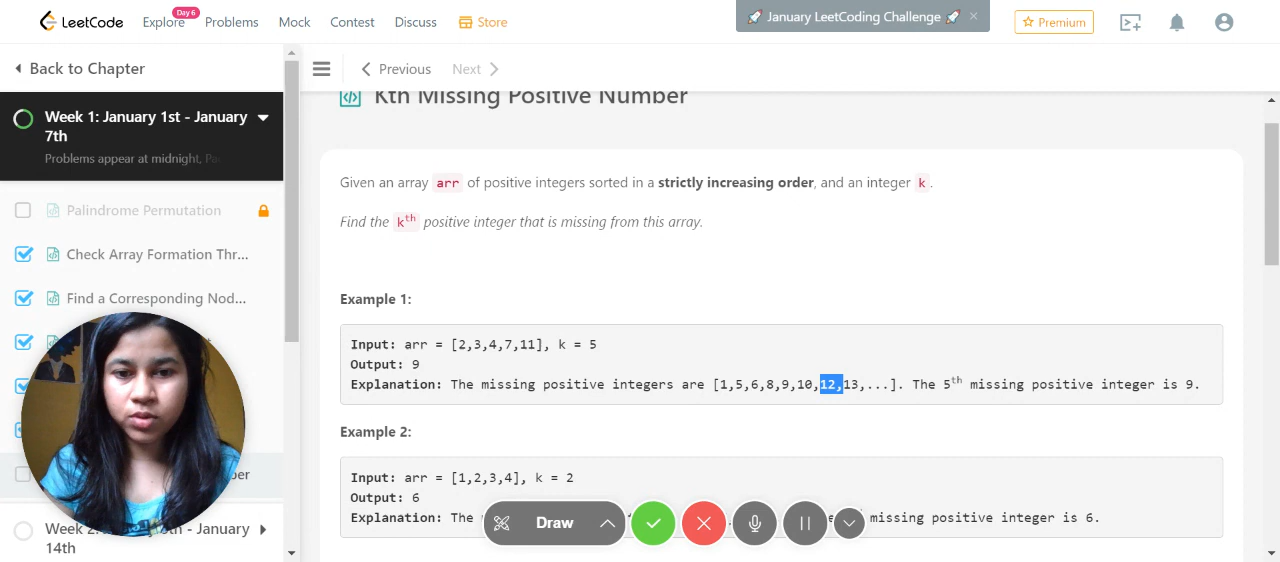 LeetCode
Explore
Day 6
Problems
Mock
Contest
Discuss
Store
January LeetCoding Challenge
Premium
Back to Chapter
Previous
Next
Week 1: January 1st - January
7th
Problems appear at midnight,
Palindrome Permutation
Check Array Formation Thr...
Find a Corresponding Nod...
Week 2:
- January
14th
Kth Missing Positive Number
Given an array arr of positive integers sorted in a strictly increasing order, and an integer k.
Find the kth positive integer that is missing from this array.
Example 1:
Input: arr = [2,3,4,7,11], k = 5
Output: 9
Explanation: The missing positive integers are [1,5,6,8,9,10,12,13,...]. The 5th missing positive integer is 9.
Example 2:
Input: arr = [1,2,3,4], k = 2
Output: 6
Explanation: The
missing positive integer is 6.
Draw